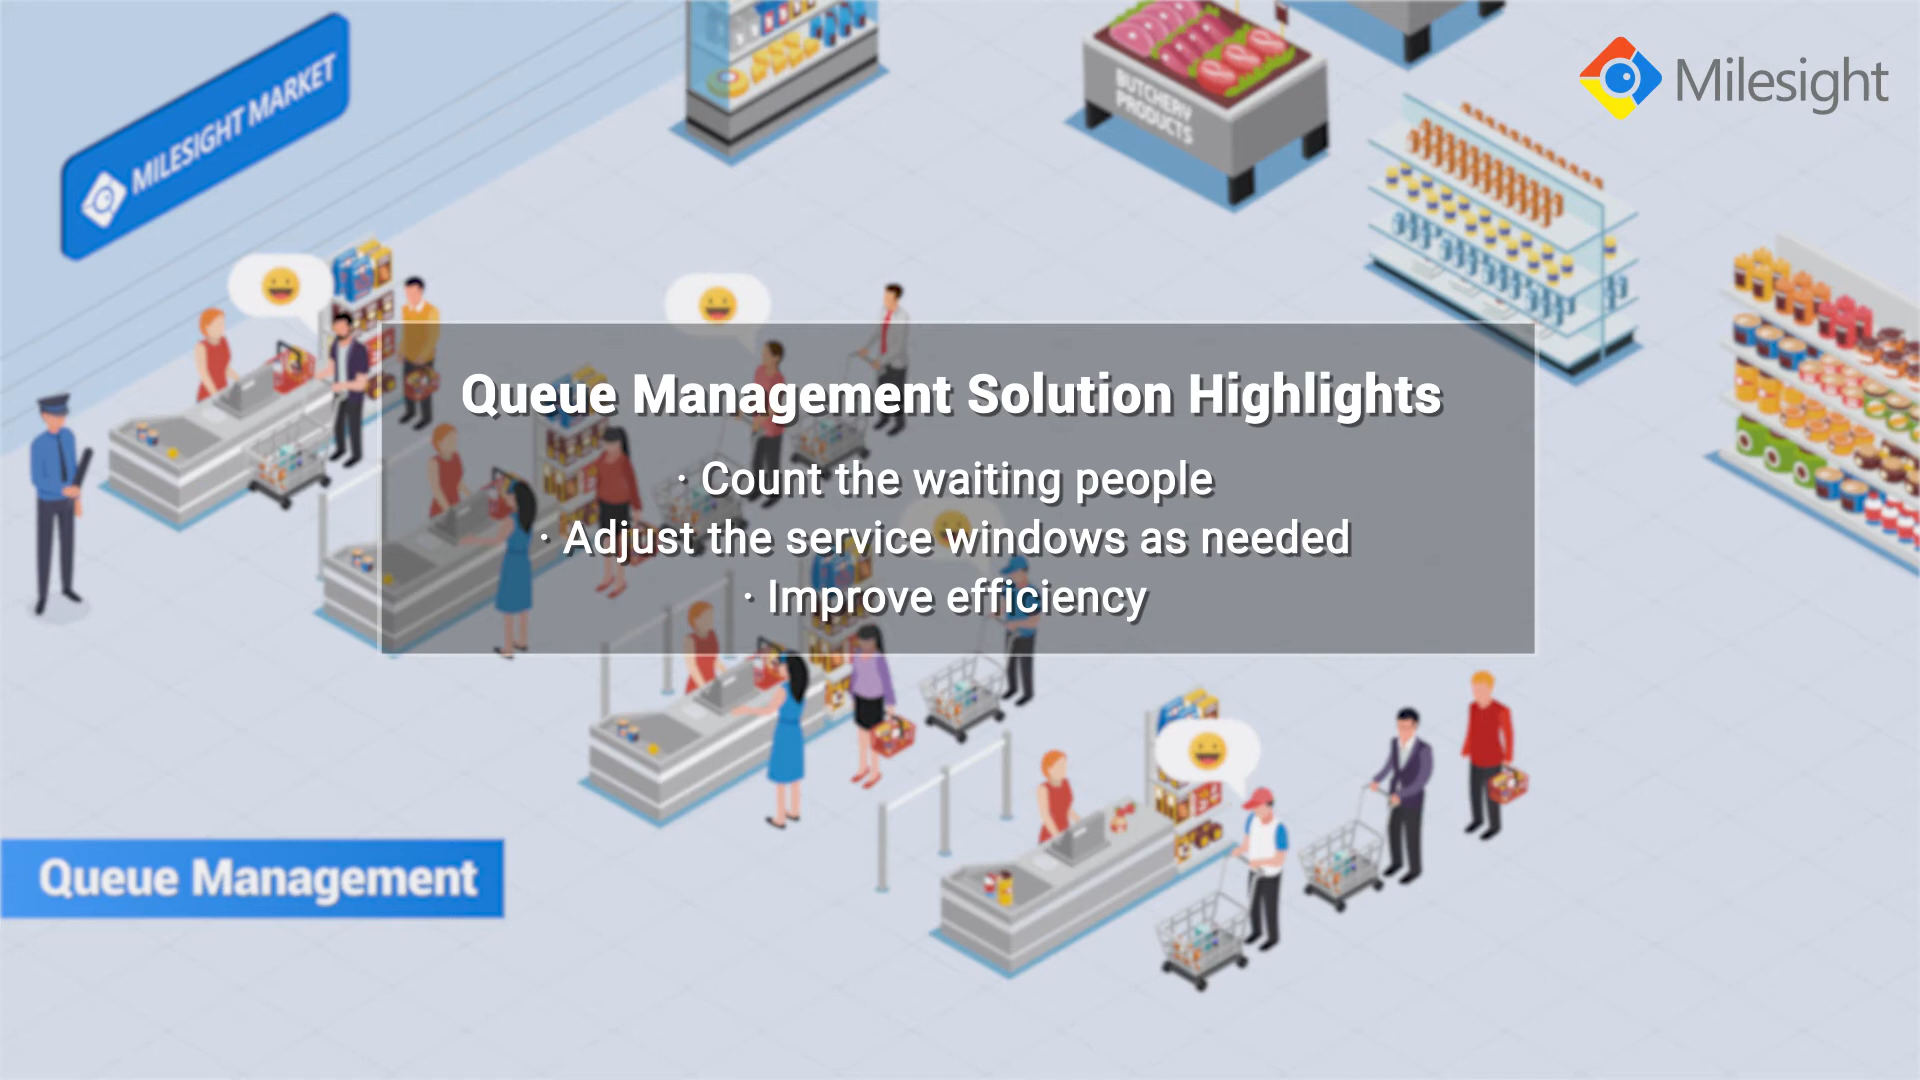 MILESIGHT MARKET
BUTCHERY
PRODUCTS
Milesight
Queue Management Solution Highlights
· Count the waiting people
· Adjust the service windows as needed
· Improve efficiency
Queue Management